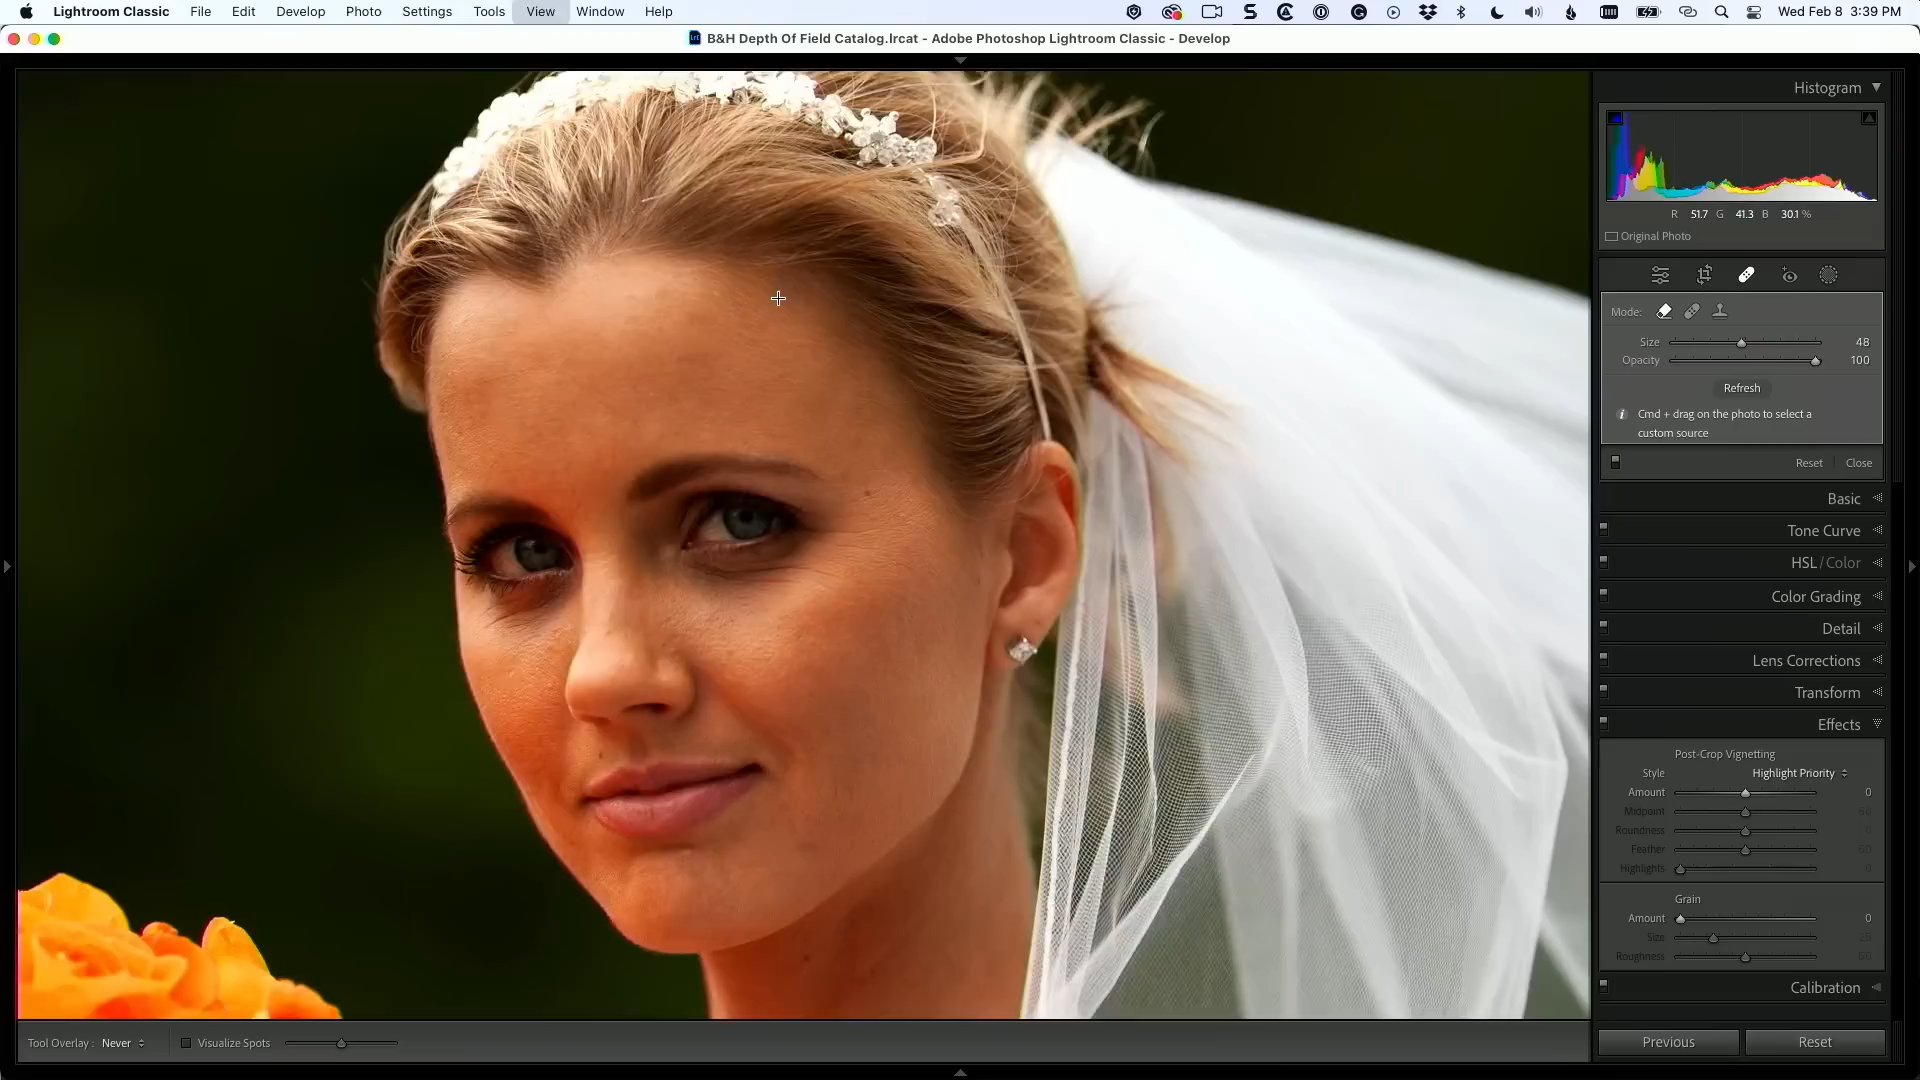 Lightroom Classic File Edit Develop Photo Settings Tools View Window Help Wed Feb 8 3:39 PM
B&H Depth Of Field Catalog.lrcat - Adobe Photoshop Lightroom Classic - Develop
Histogram
R 51.7 G 41.3 B 30.1 %
Original Photo
Mode:
Size 48
Opacity 100
Refresh
Cmd + drag on the photo to select a
custom source
Reset Close
Basic
Tone Curve
HSL / Color
Color Grading
Detail
Lens Corrections
Transform
Effects
Post-Crop Vignetting
Style Highlight Priority
Amount 0
Midpoint
Roundness 0
Feather
Highlights 0
Grain
Amount 0
Size
Roughness
Calibration
Tool Overlay : Never Visualize Spots
Previous Reset